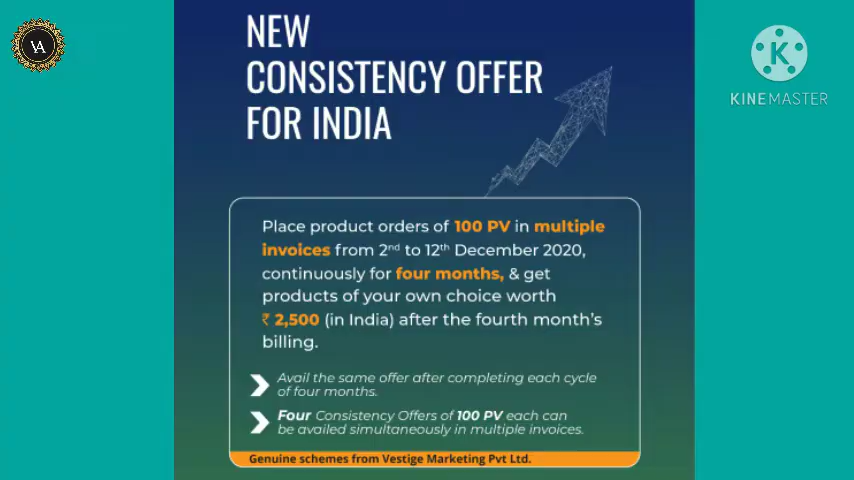 VA
NEW
CONSISTENCY OFFER
FOR INDIA
K
KINEMASTER
Place product orders of 100 PV in multiple
invoices from 2nd to 12th December 2020,
continuously for four months, & get
products of your own choice worth
₹ 2,500 (in India) after the fourth month's
billing.
Avail the same offer after completing each cycle
of four months.
Four Consistency Offers of 100 PV each can
be availed simultaneously in multiple invoices.
Genuine schemes from Vestige Marketing Pvt Ltd.